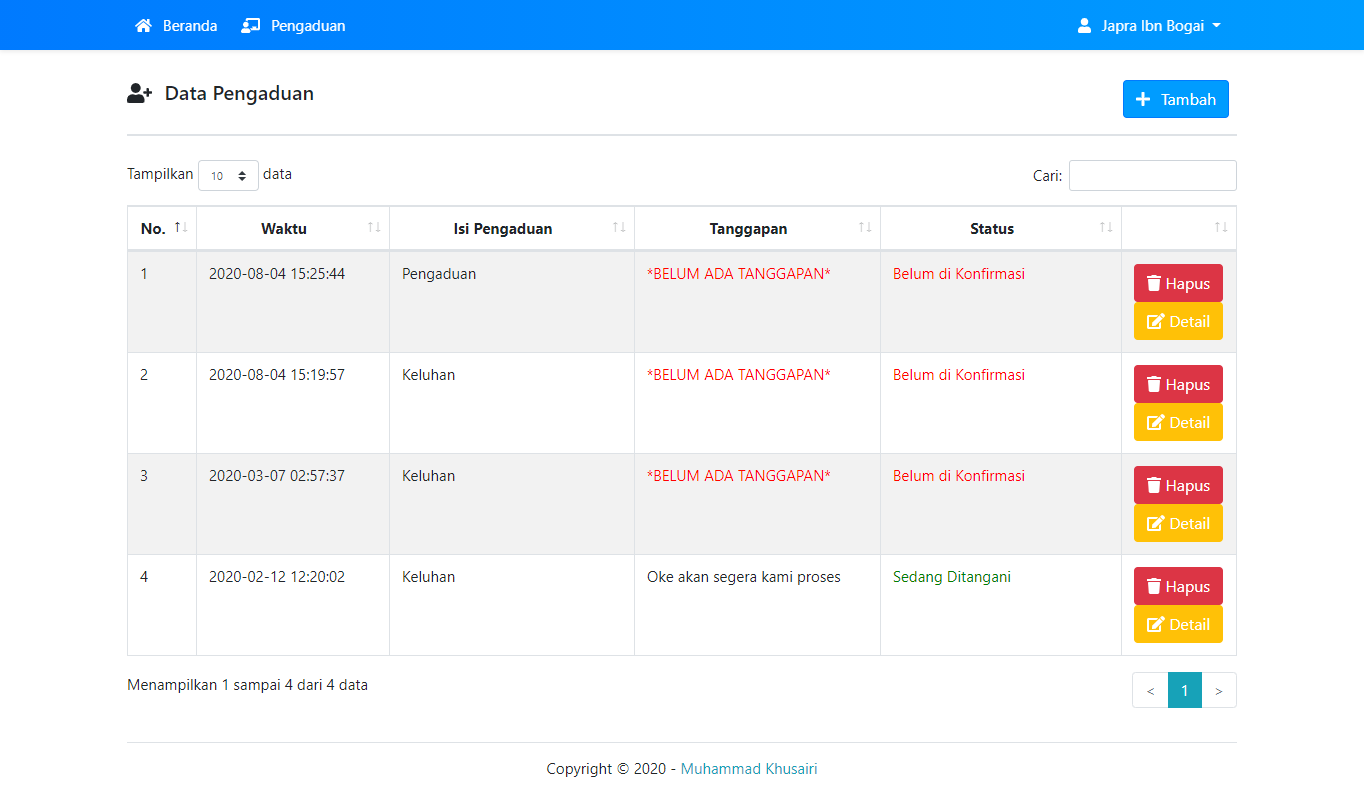 Beranda Pengaduan Japra Ibn Bogai
Data Pengaduan
Tambah
Tampilkan 10 data Cari:
No. Waktu Isi Pengaduan Tanggapan Status
1 2020-08-04 15:25:44 Pengaduan *BELUM ADA TANGGAPAN* Belum di Konfirmasi Hapus
Detail
2 2020-08-04 15:19:57 Keluhan *BELUM ADA TANGGAPAN* Belum di Konfirmasi Hapus
Detail
3 2020-03-07 02:57:37 Keluhan *BELUM ADA TANGGAPAN* Belum di Konfirmasi Hapus
Detail
4 2020-02-12 12:20:02 Keluhan Oke akan segera kami proses Sedang Ditangani Hapus
Detail
Menampilkan 1 sampai 4 dari 4 data < 1 >
Copyright © 2020 - Muhammad Khusairi